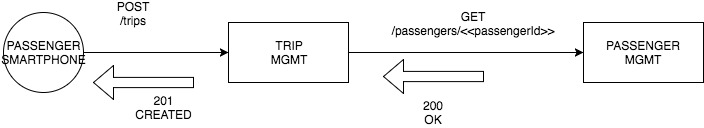 POST
/trips
GET
/passengers/<<passengerId>>
PASSENGER
SMARTPHONE
TRIP
MGMT
PASSENGER
MGMT
201
CREATED
200
OK